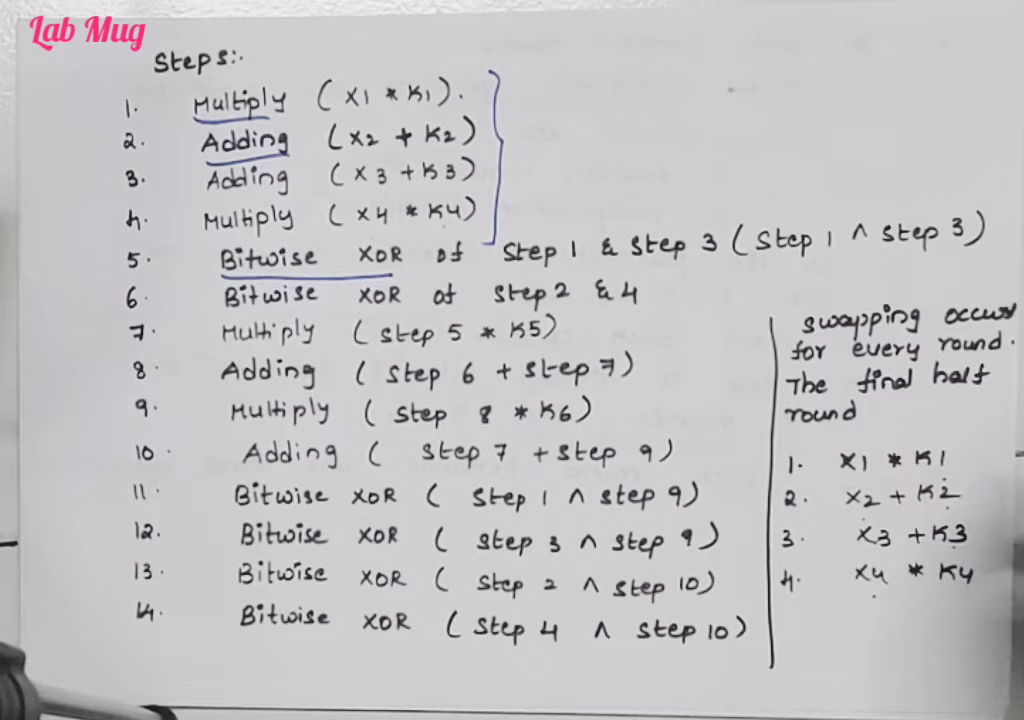 Lab Mug
Steps:.
1. Multiply (X1 * K1).
2. Adding (X2 + K2)
3. Adding (X3 + K3)
4. Multiply (X4 * K4)
5. Bitwise XOR of Step 1 & Step 3 (Step 1 ∧ Step 3)
6. Bitwise XOR of Step 2 & 4
7. Multiply (Step 5 * K5)
8. Adding (Step 6 + Step 7)
9. Multiply (Step 8 * K6)
10. Adding (Step 7 + Step 9)
11. Bitwise XOR (Step 1 ∧ Step 9)
12. Bitwise XOR (Step 3 ∧ Step 9)
13. Bitwise XOR (Step 2 ∧ Step 10)
14. Bitwise XOR (Step 4 ∧ Step 10)
swapping occur
for every round.
The final half
round
1. X1 * K1
2. X2 + K2
3. X3 + K3
4. X4 * K4